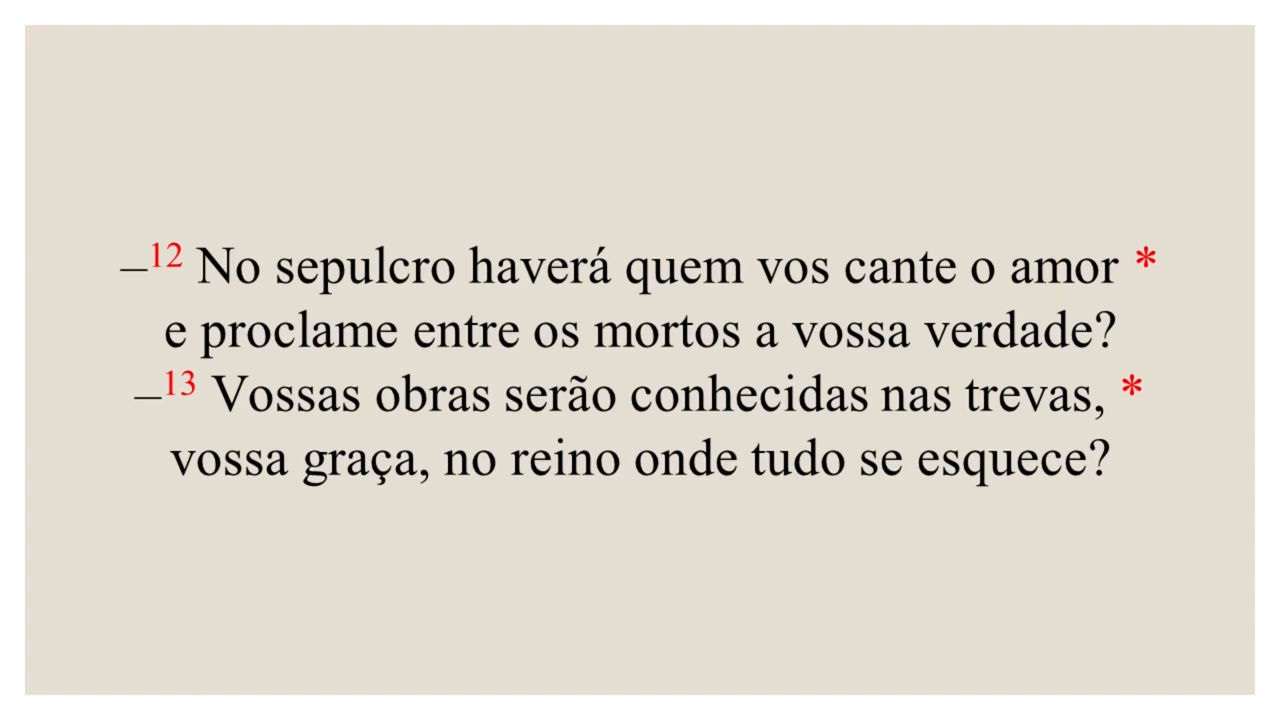 –12 No sepulcro haverá quem vos cante o amor *
e proclame entre os mortos a vossa verdade?
–13 Vossas obras serão conhecidas nas trevas, *
vossa graça, no reino onde tudo se esquece?